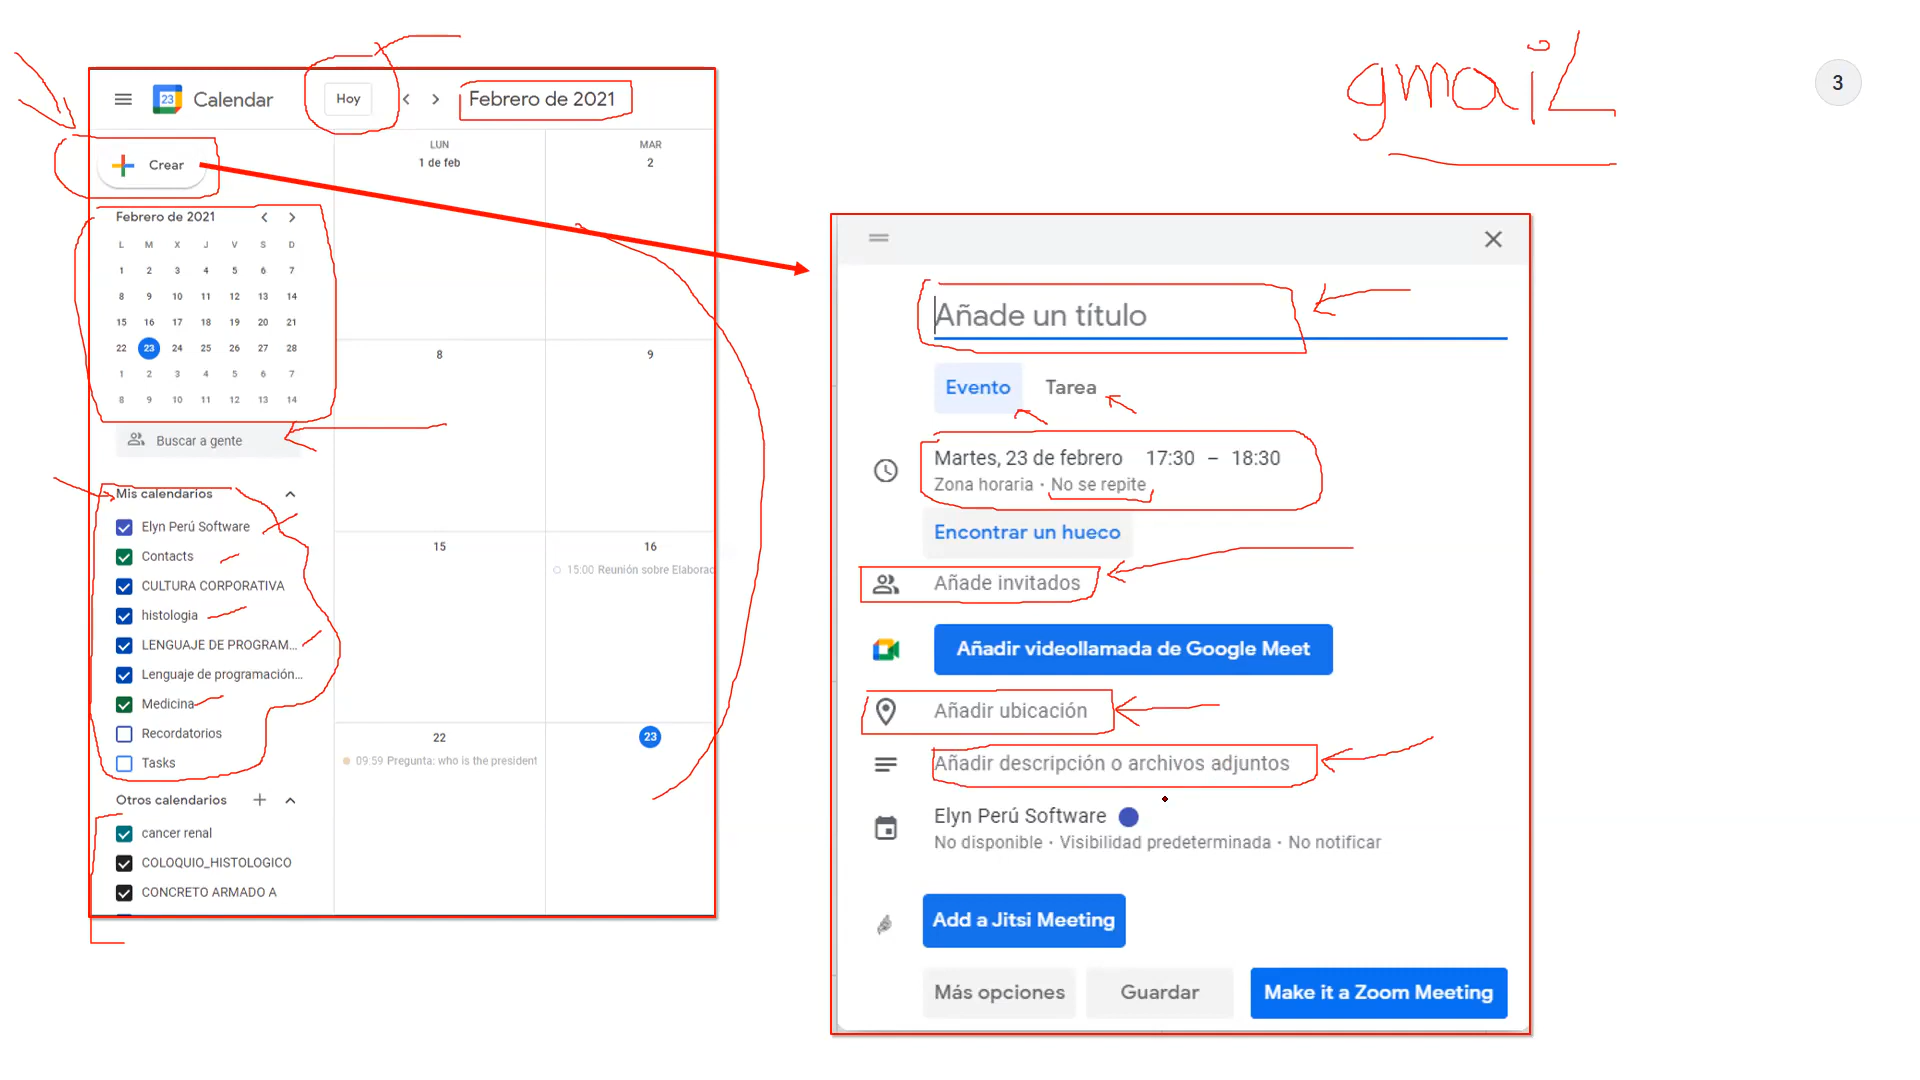 gmaiL
3
23 Calendar
Hoy
Febrero de 2021
Crear
LUN
1 de feb
MAR
2
Febrero de 2021
L M X J V S D
1 2 3 4 5 6 7
8 9 10 11 12 13 14
15 16 17 18 19 20 21
22 23 24 25 26 27 28
1 2 3 4 5 6 7
8 9 10 11 12 13 14
Buscar a gente
Mis calendarios
Elyn Perú Software
Contacts
CULTURA CORPORATIVA
histologia
LENGUAJE DE PROGRAM...
Lenguaje de programación...
Medicina
Recordatorios
Tasks
Otros calendarios
cancer renal
COLOQUIO_HISTOLOGICO
CONCRETO ARMADO A
8
9
15
16
15:00 Reunión sobre Elaborac
22
23
09:59 Pregunta: who is the president
Añade un título
Evento Tarea
Martes, 23 de febrero 17:30 – 18:30
Zona horaria · No se repite
Encontrar un hueco
Añade invitados
Añadir videollamada de Google Meet
Añadir ubicación
Añadir descripción o archivos adjuntos
Elyn Perú Software
No disponible · Visibilidad predeterminada · No notificar
Add a Jitsi Meeting
Más opciones Guardar Make it a Zoom Meeting